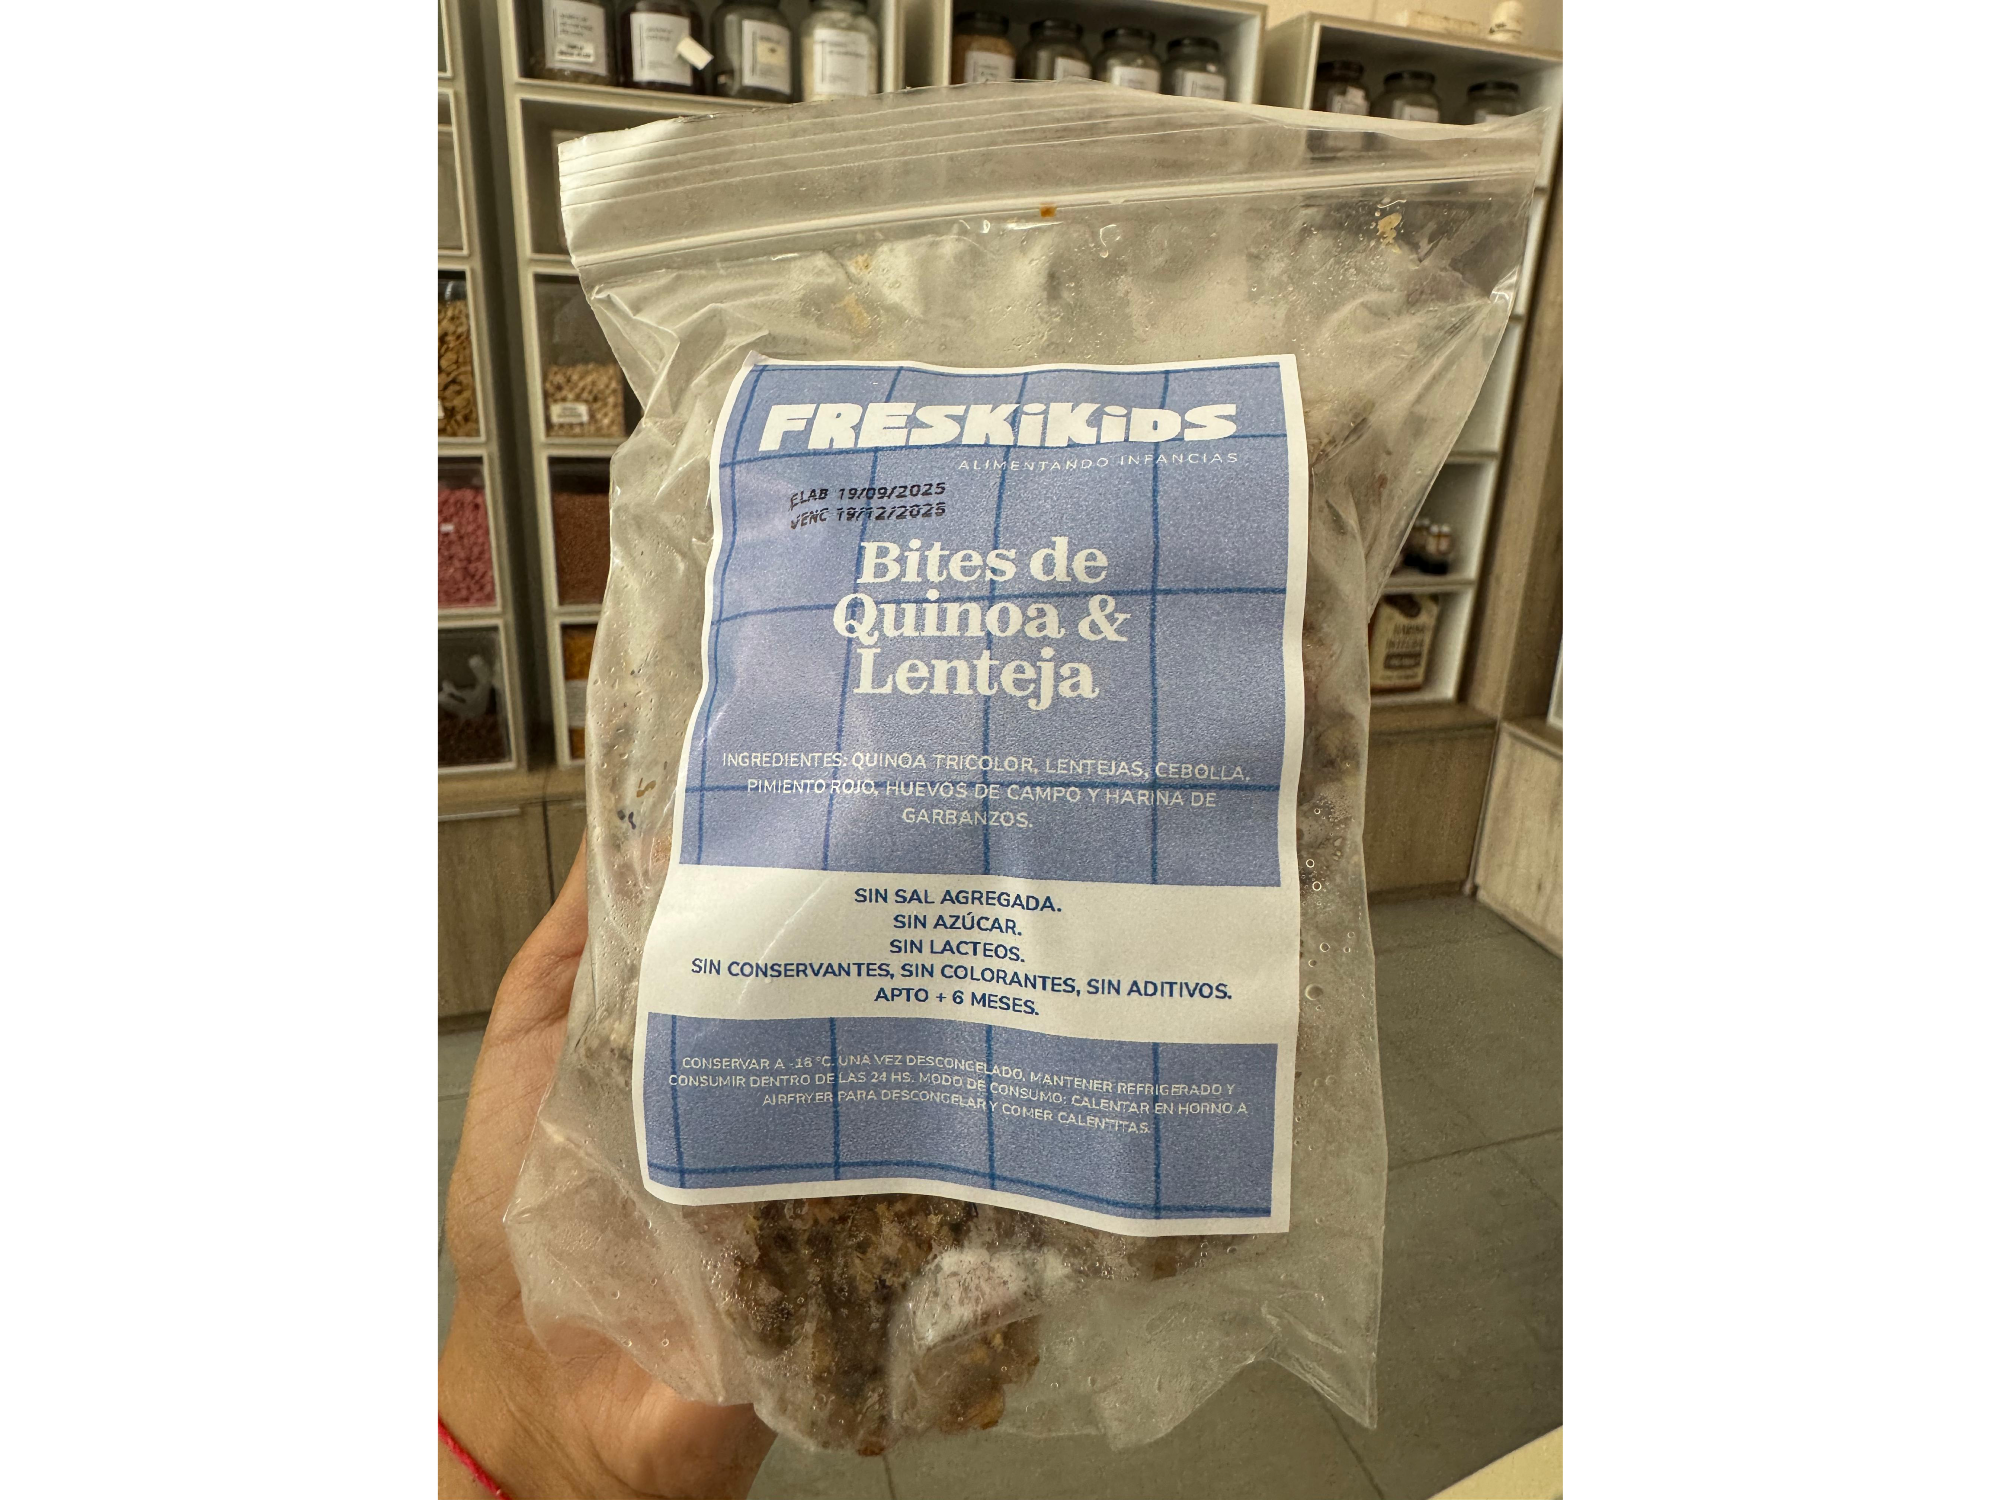 FRESKiKiDS
ALIMENTANDO INFANCIAS
ELAB 19/09/2025
VENC 19/12/2025
Bites de
Quinoa &
Lenteja
INGREDIENTES: QUINOA TRICOLOR, LENTEJAS, CEBOLLA,
PIMIENTO ROJO, HUEVOS DE CAMPO Y HARINA DE
GARBANZOS.
SIN SAL AGREGADA.
SIN AZÚCAR.
SIN LACTEOS.
SIN CONSERVANTES, SIN COLORANTES, SIN ADITIVOS.
APTO + 6 MESES.
CONSERVAR A -18 °C. UNA VEZ DESCONGELADO, MANTENER REFRIGERADO Y
CONSUMIR DENTRO DE LAS 24 HS. MODO DE CONSUMO: CALENTAR EN HORNO A
AIRFRYER PARA DESCONGELAR Y COMER CALENTITAS.